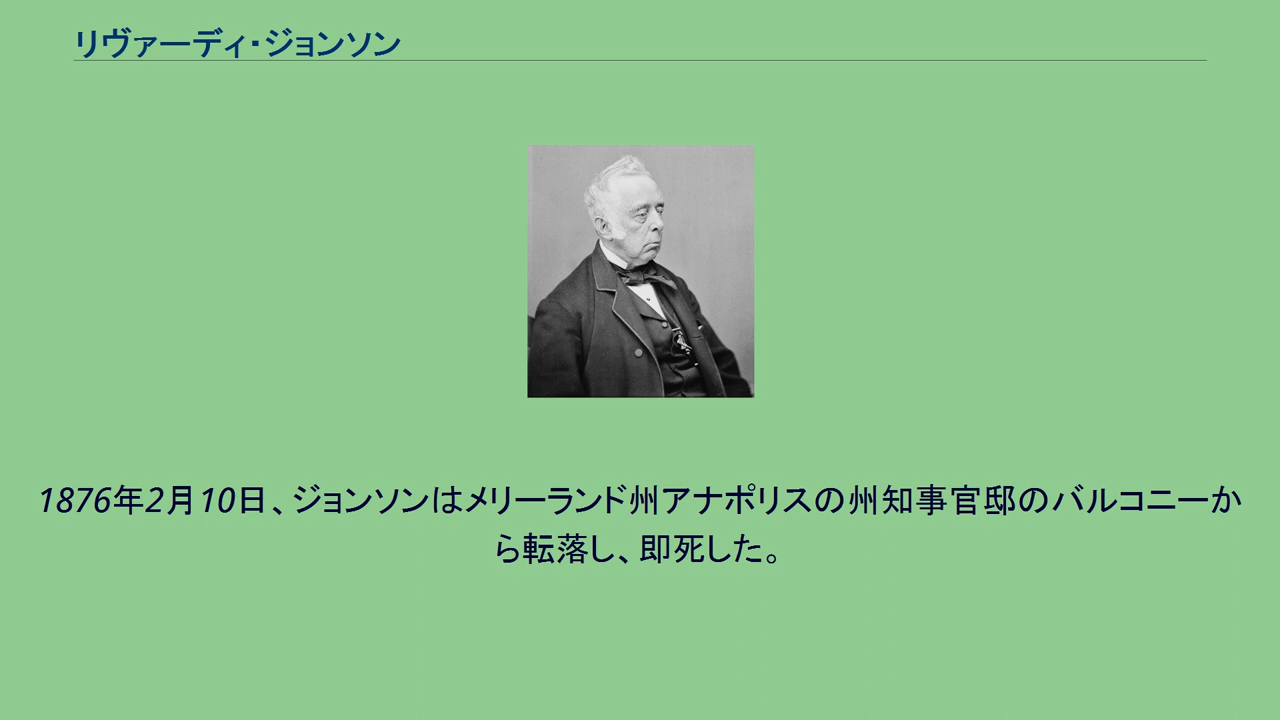 リヴァーディ・ジョンソン
1876年2月10日、ジョンソンはメリーランド州アナポリスの州知事官邸のバルコニーか
ら転落し、即死した。